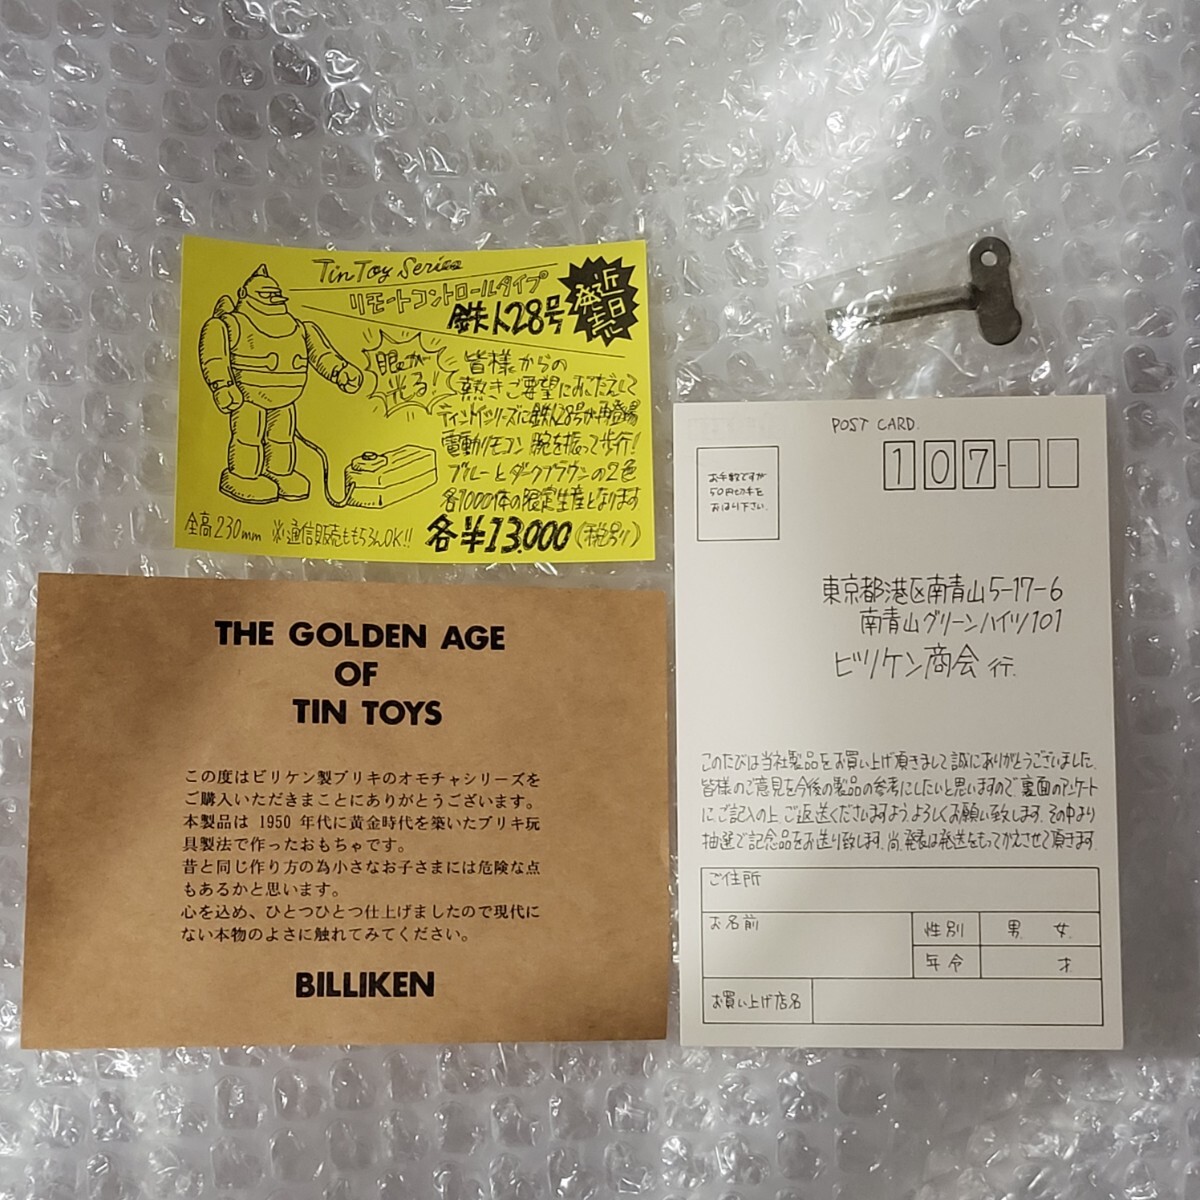 Tin Toy Series
リモートコントロールタイプ
鉄人28号
近日発売
眼が
光る!
皆様からの
熱きご要望におこたえして
ティントイシリーズに鉄人28号が再登場
電動リモコン 腕を振って歩行!
ブルーとダークブラウンの2色
各1000体の限定生産となります
各¥13,000(税別)
全高230mm ※通信販売ももちろんOK!!
THE GOLDEN AGE
OF
TIN TOYS
この度はビリケン製ブリキのオモチャシリーズを
ご購入いただきまことにありがとうございます。
本製品は 1950 年代に黄金時代を築いたブリキ玩
具製法で作ったおもちゃです。
昔と同じ作り方の為小さなお子さまには危険な点
もあるかと思います。
心を込め、ひとつひとつ仕上げましたので現代に
ない本物のよさに触れてみてください。
BILLIKEN
POST CARD.
107-
お手数ですが
50円切手を
おはり下さい.
東京都港区南青山5-17-6
南青山グリーンハイツ101
ビリケン商会 行.
このたびは当社製品をお買い上げ頂きまして誠にありがとうございました.
皆様のご意見を今後の製品の参考にしたいと思いますので裏面のアンケート
にご記入の上、ご返送くださいますようよろしくお願い致します. その中より
抽選で記念品をお送り致します. 尚、発表は発送をもってかえさせて頂きます.
ご住所
お名前
性別 男. 女.
年令 才
お買い上げ店名